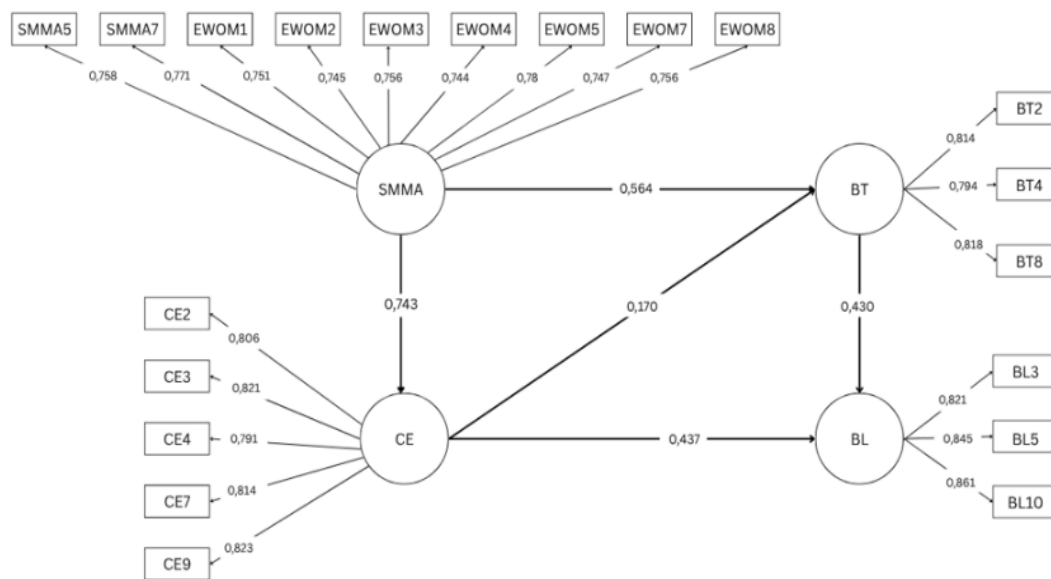 SMMA5 SMMA7 EWOM1 EWOM2 EWOM3 EWOM4 EWOM5 EWOM7 EWOM8
0,758 0,771 0,751 0,745 0,756 0,744 0,78 0,747 0,756
BT2
0,814
SMMA 0,564 BT 0,794 BT4
0,818
BT8
0,743 0,170 0,430
CE2
0,806
CE3
0,821
CE4
0,791
CE 0,437 BL
BL3
0,821
0,845 BL5
0,861
BL10
0,814
CE7
0,823
CE9